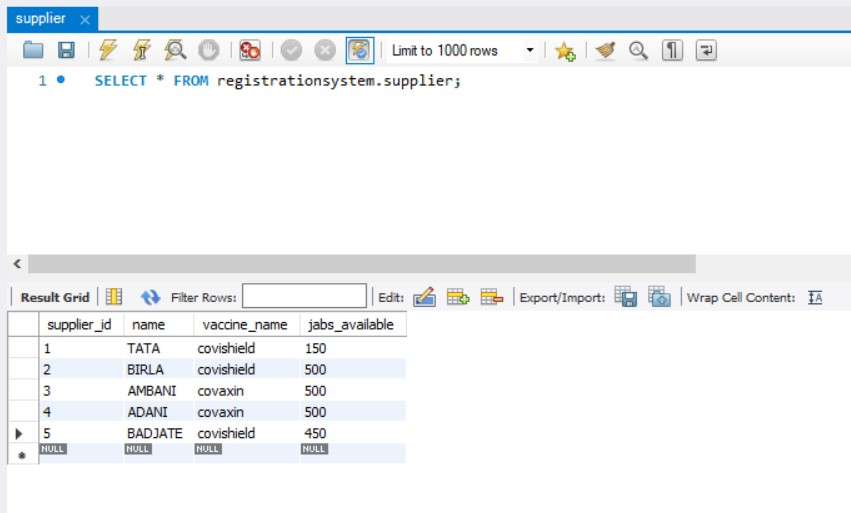 supplier
Limit to 1000 rows
1 SELECT * FROM registrationsystem.supplier;
Result Grid Filter Rows: Edit: Export/Import: Wrap Cell Content: IA
supplier_id name vaccine_name jabs_available
1 TATA covishield 150
2 BIRLA covishield 500
3 AMBANI covaxin 500
4 ADANI covaxin 500
5 BADJATE covishield 450
NULL NULL NULL NULL